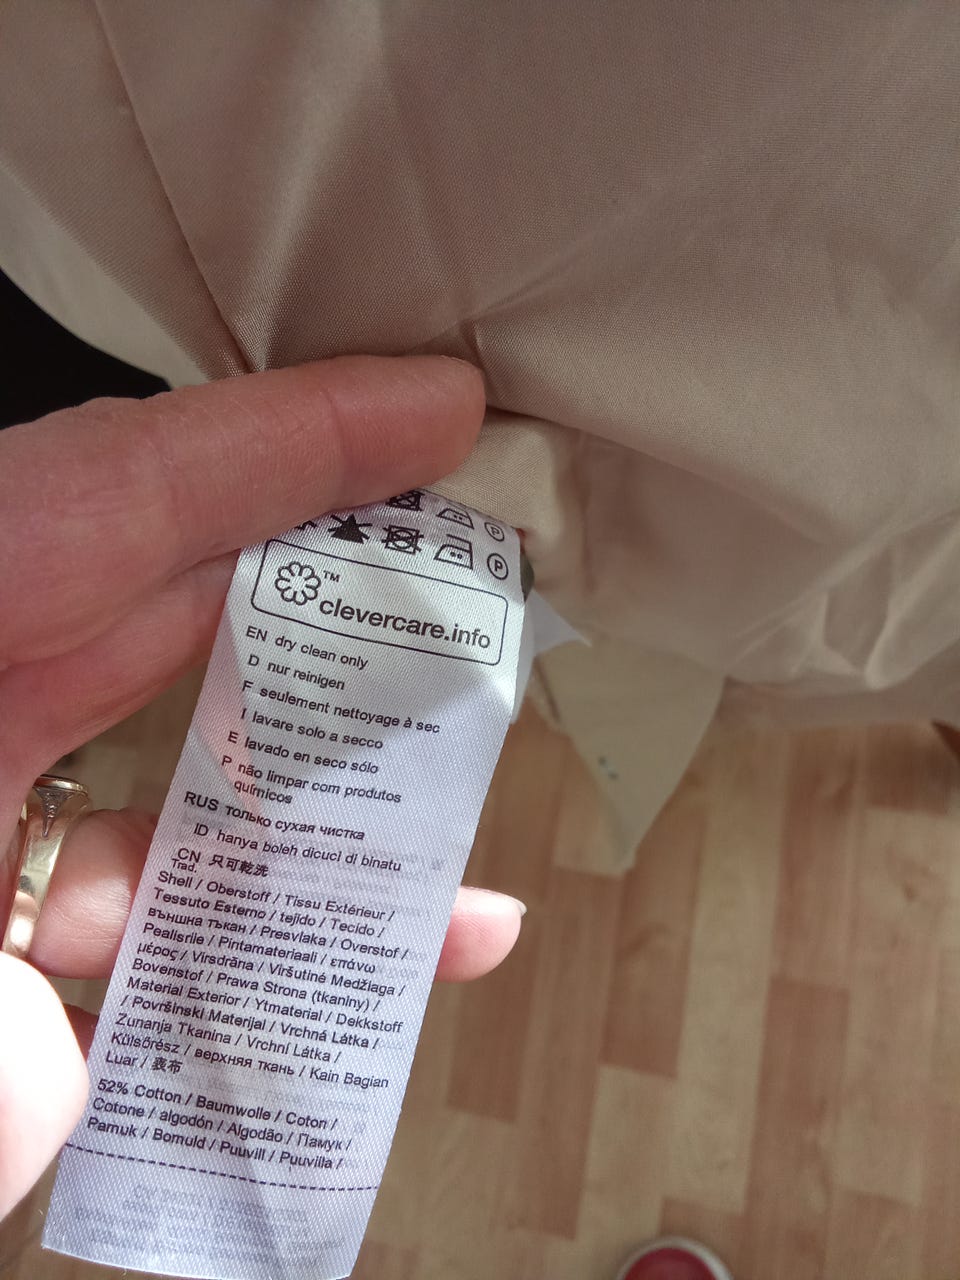 P
P
™
clevercare.info
EN dry clean only
D nur reinigen
F seulement nettoyage à sec
I lavare solo a secco
E lavado en seco sólo
P não limpar com produtos
químicos
RUS только сухая чистка
ID hanya boleh dicuci di binatu
CN 只可乾洗
Trad.
Shell / Oberstoff / Tissu Extérieur /
Tessuto Esterno / tejido / Tecido /
външна тъкан / Presvlaka / Overstof /
Pealisriie / Pintamateriaali / επάνω
μέρος / Virsdrāna / Viršutinė Medžiaga /
Bovenstof / Prawa Strona (tkaniny) /
Material Exterior / Ytmaterial / Dekkstoff
/ Površinski Materijal / Vrchná Látka /
Zunanja Tkanina / Vrchní Látka /
Külsőrész / верхняя ткань / Kain Bagian
Luar / 表布
52% Cotton / Baumwolle / Coton /
Cotone / algodón / Algodão / Памук /
Pamuk / Bomuld / Puuvill / Puuvilla /